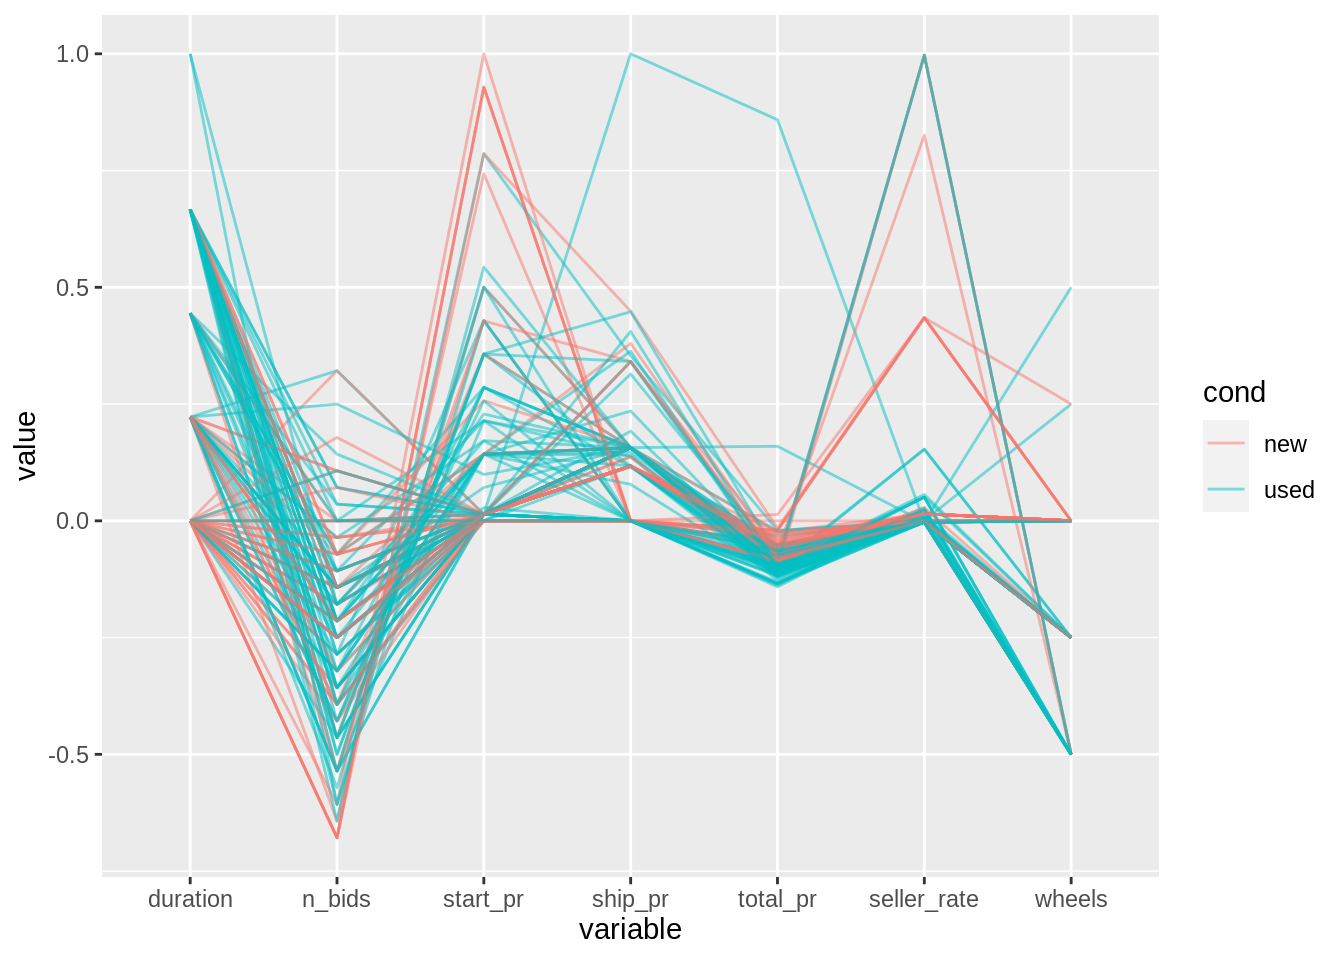 1.0
0.5
0.0
-0.5
value
duration n_bids start_pr ship_pr total_pr seller_rate wheels
variable
cond
new
used